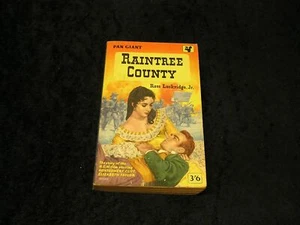 PAN GIANT
RAINTREE
COUNTY
Ross Lockridge, Jr.
3'6